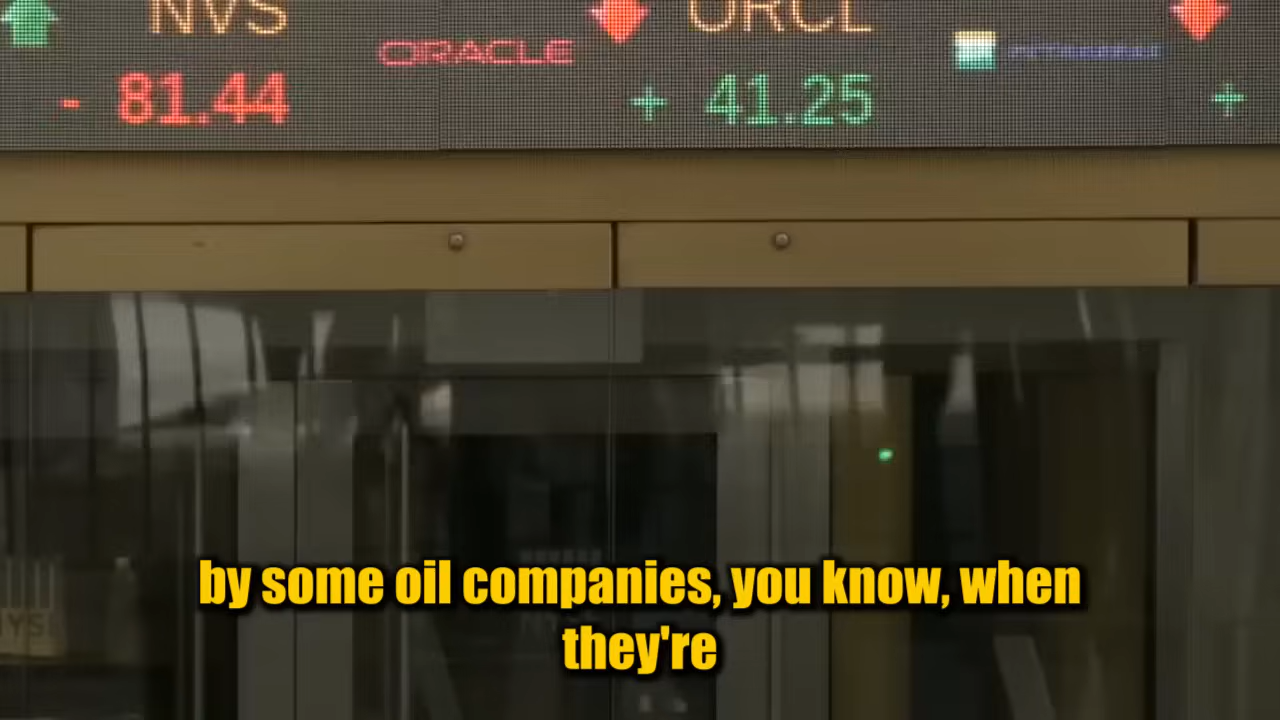 NVS
ORACLE
ORCL
- 81.44
+ 41.25
+
by some oil companies, you know, when
they're